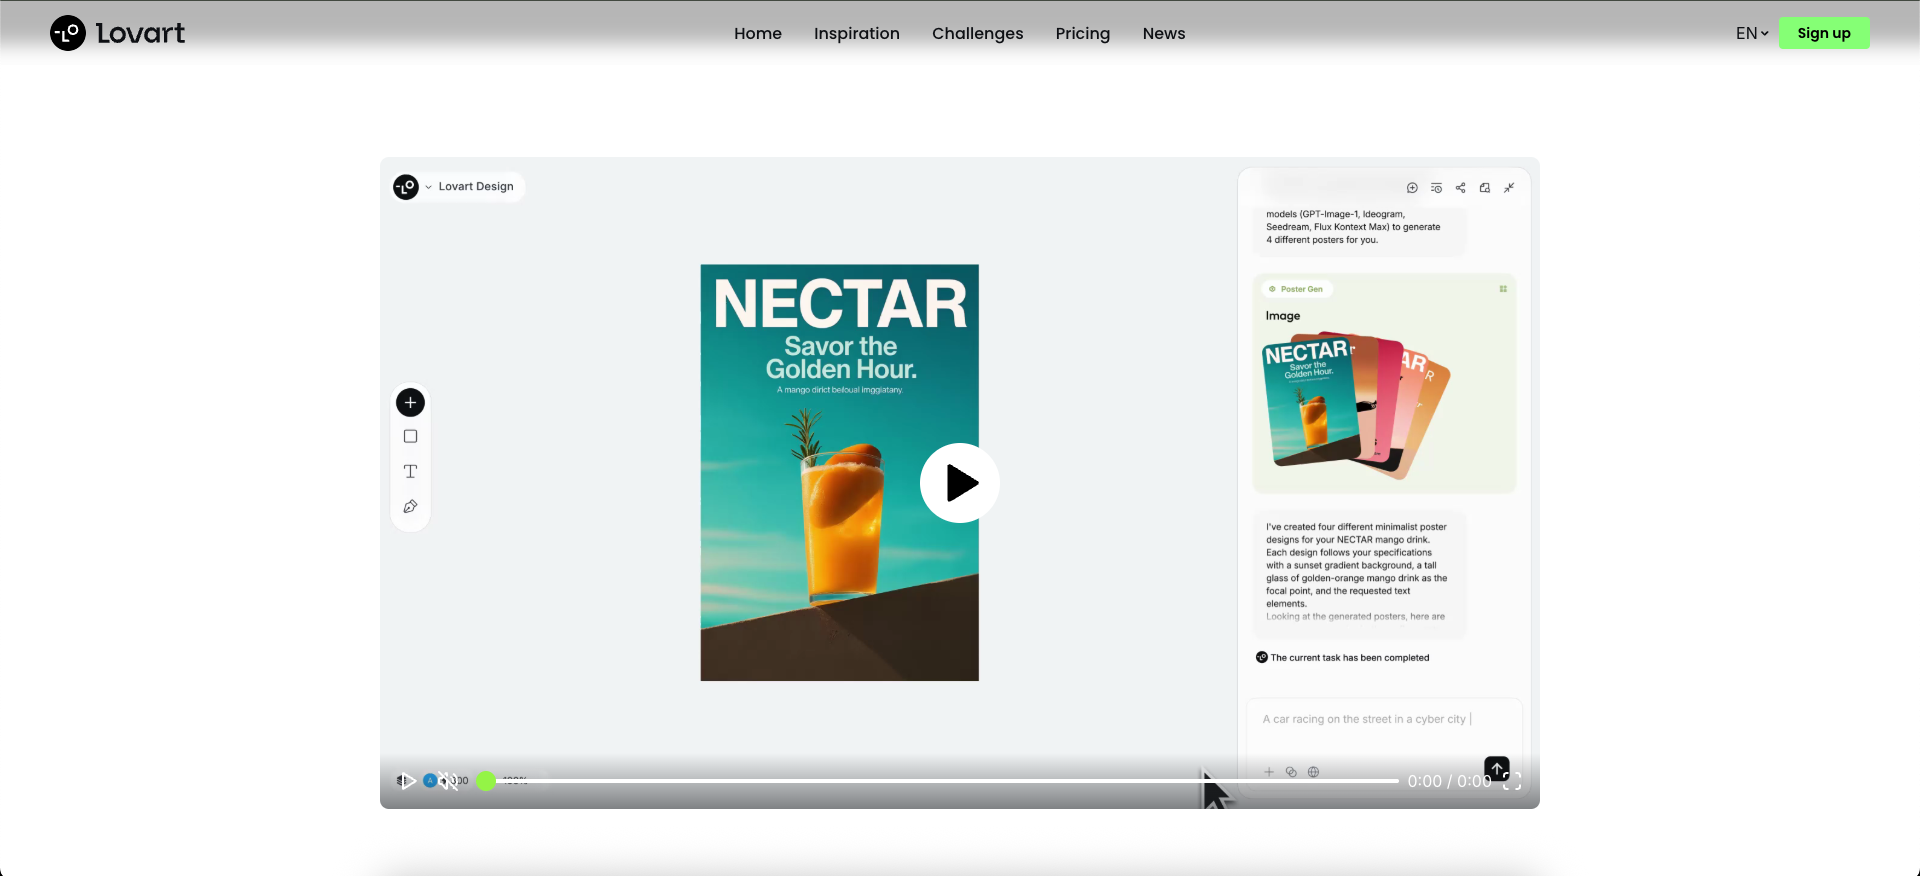 Lovart
Home
Inspiration
Challenges
Pricing
News
EN
Sign up
Lovart Design
NECTAR
Savor the
Golden Hour.
A mango dirict beiloual imggiatany.
models (GPT-Image-1, Ideogram,
Seedream, Flux Kontext Max) to generate
4 different posters for you.
Poster Gen
Image
NECTAR
Savor the
Golden Hour.
I've created four different minimalist poster
designs for your NECTAR mango drink.
Each design follows your specifications
with a sunset gradient background, a tall
glass of golden-orange mango drink as the
focal point, and the requested text
elements.
Looking at the generated posters, here are
The current task has been completed
A car racing on the street in a cyber city
A
100%
0:00 / 0:00